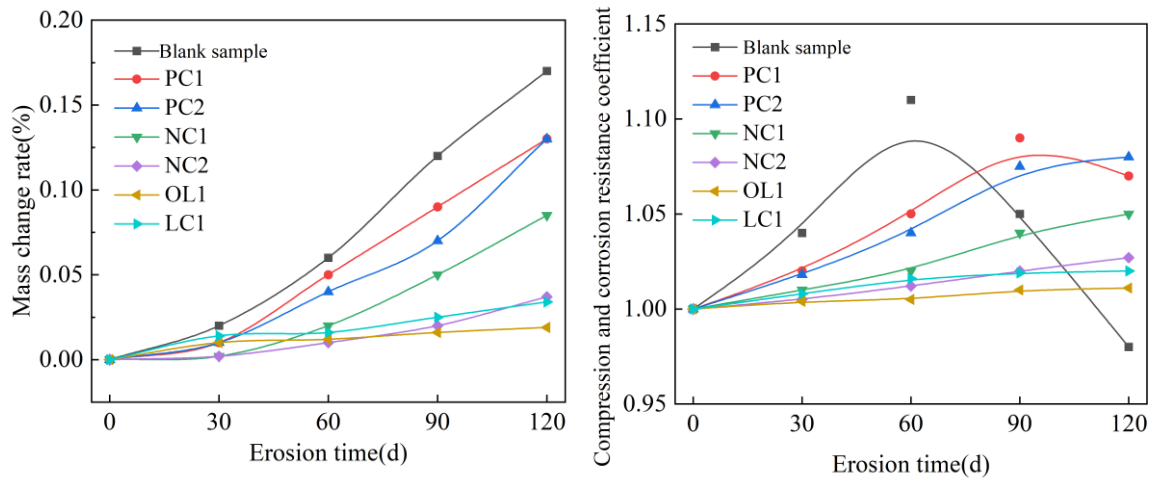 Mass change rate(%)
0.20
0.15
0.10
0.05
0.00
Blank sample
PC1
PC2
NC1
NC2
OL1
LC1
0
30
60
90
120
Erosion time(d)
Compression and corrosion resistance coefficient
1.15
1.10
1.05
1.00
0.95
Blank sample
PC1
PC2
NC1
NC2
OL1
LC1
0
30
60
90
120
Erosion time(d)